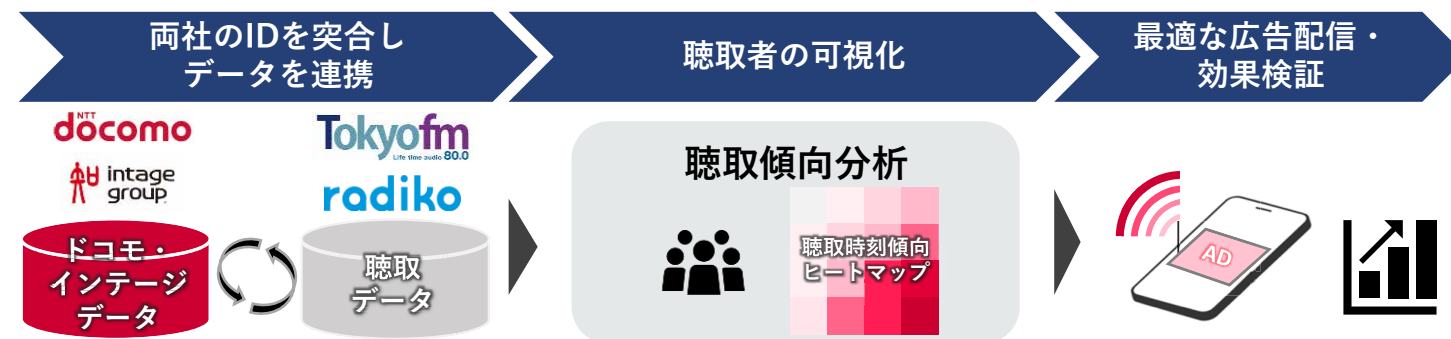 両社のIDを突合し
データを連携
聴取者の可視化
最適な広告配信・
効果検証
NTT
docomo
intage
group
Tokyofm
Life time audio 80.0
radiko
ドコモ・
インテージ
データ
聴取
データ
聴取傾向分析
聴取時刻傾向
ヒートマップ
AD